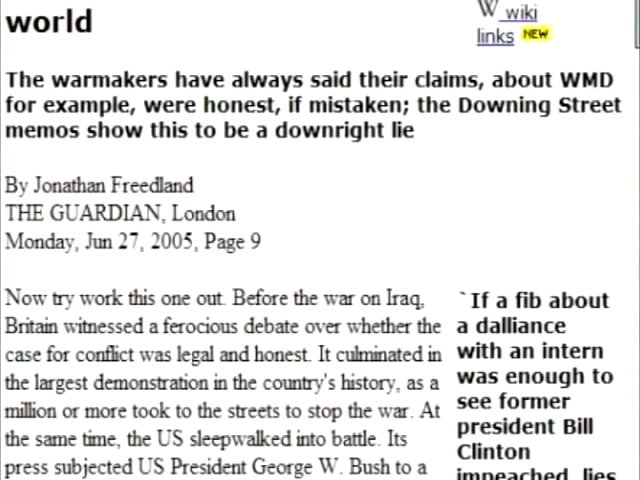 world
W wiki
links NEW
The warmakers have always said their claims, about WMD
for example, were honest, if mistaken; the Downing Street
memos show this to be a downright lie
By Jonathan Freedland
THE GUARDIAN, London
Monday, Jun 27, 2005, Page 9
Now try work this one out. Before the war on Iraq,
Britain witnessed a ferocious debate over whether the
case for conflict was legal and honest. It culminated in
the largest demonstration in the country's history, as a
million or more took to the streets to stop the war. At
the same time, the US sleepwalked into battle. Its
press subjected US President George W. Bush to a
`If a fib about
a dalliance
with an intern
was enough to
see former
president Bill
Clinton
impeached, lies